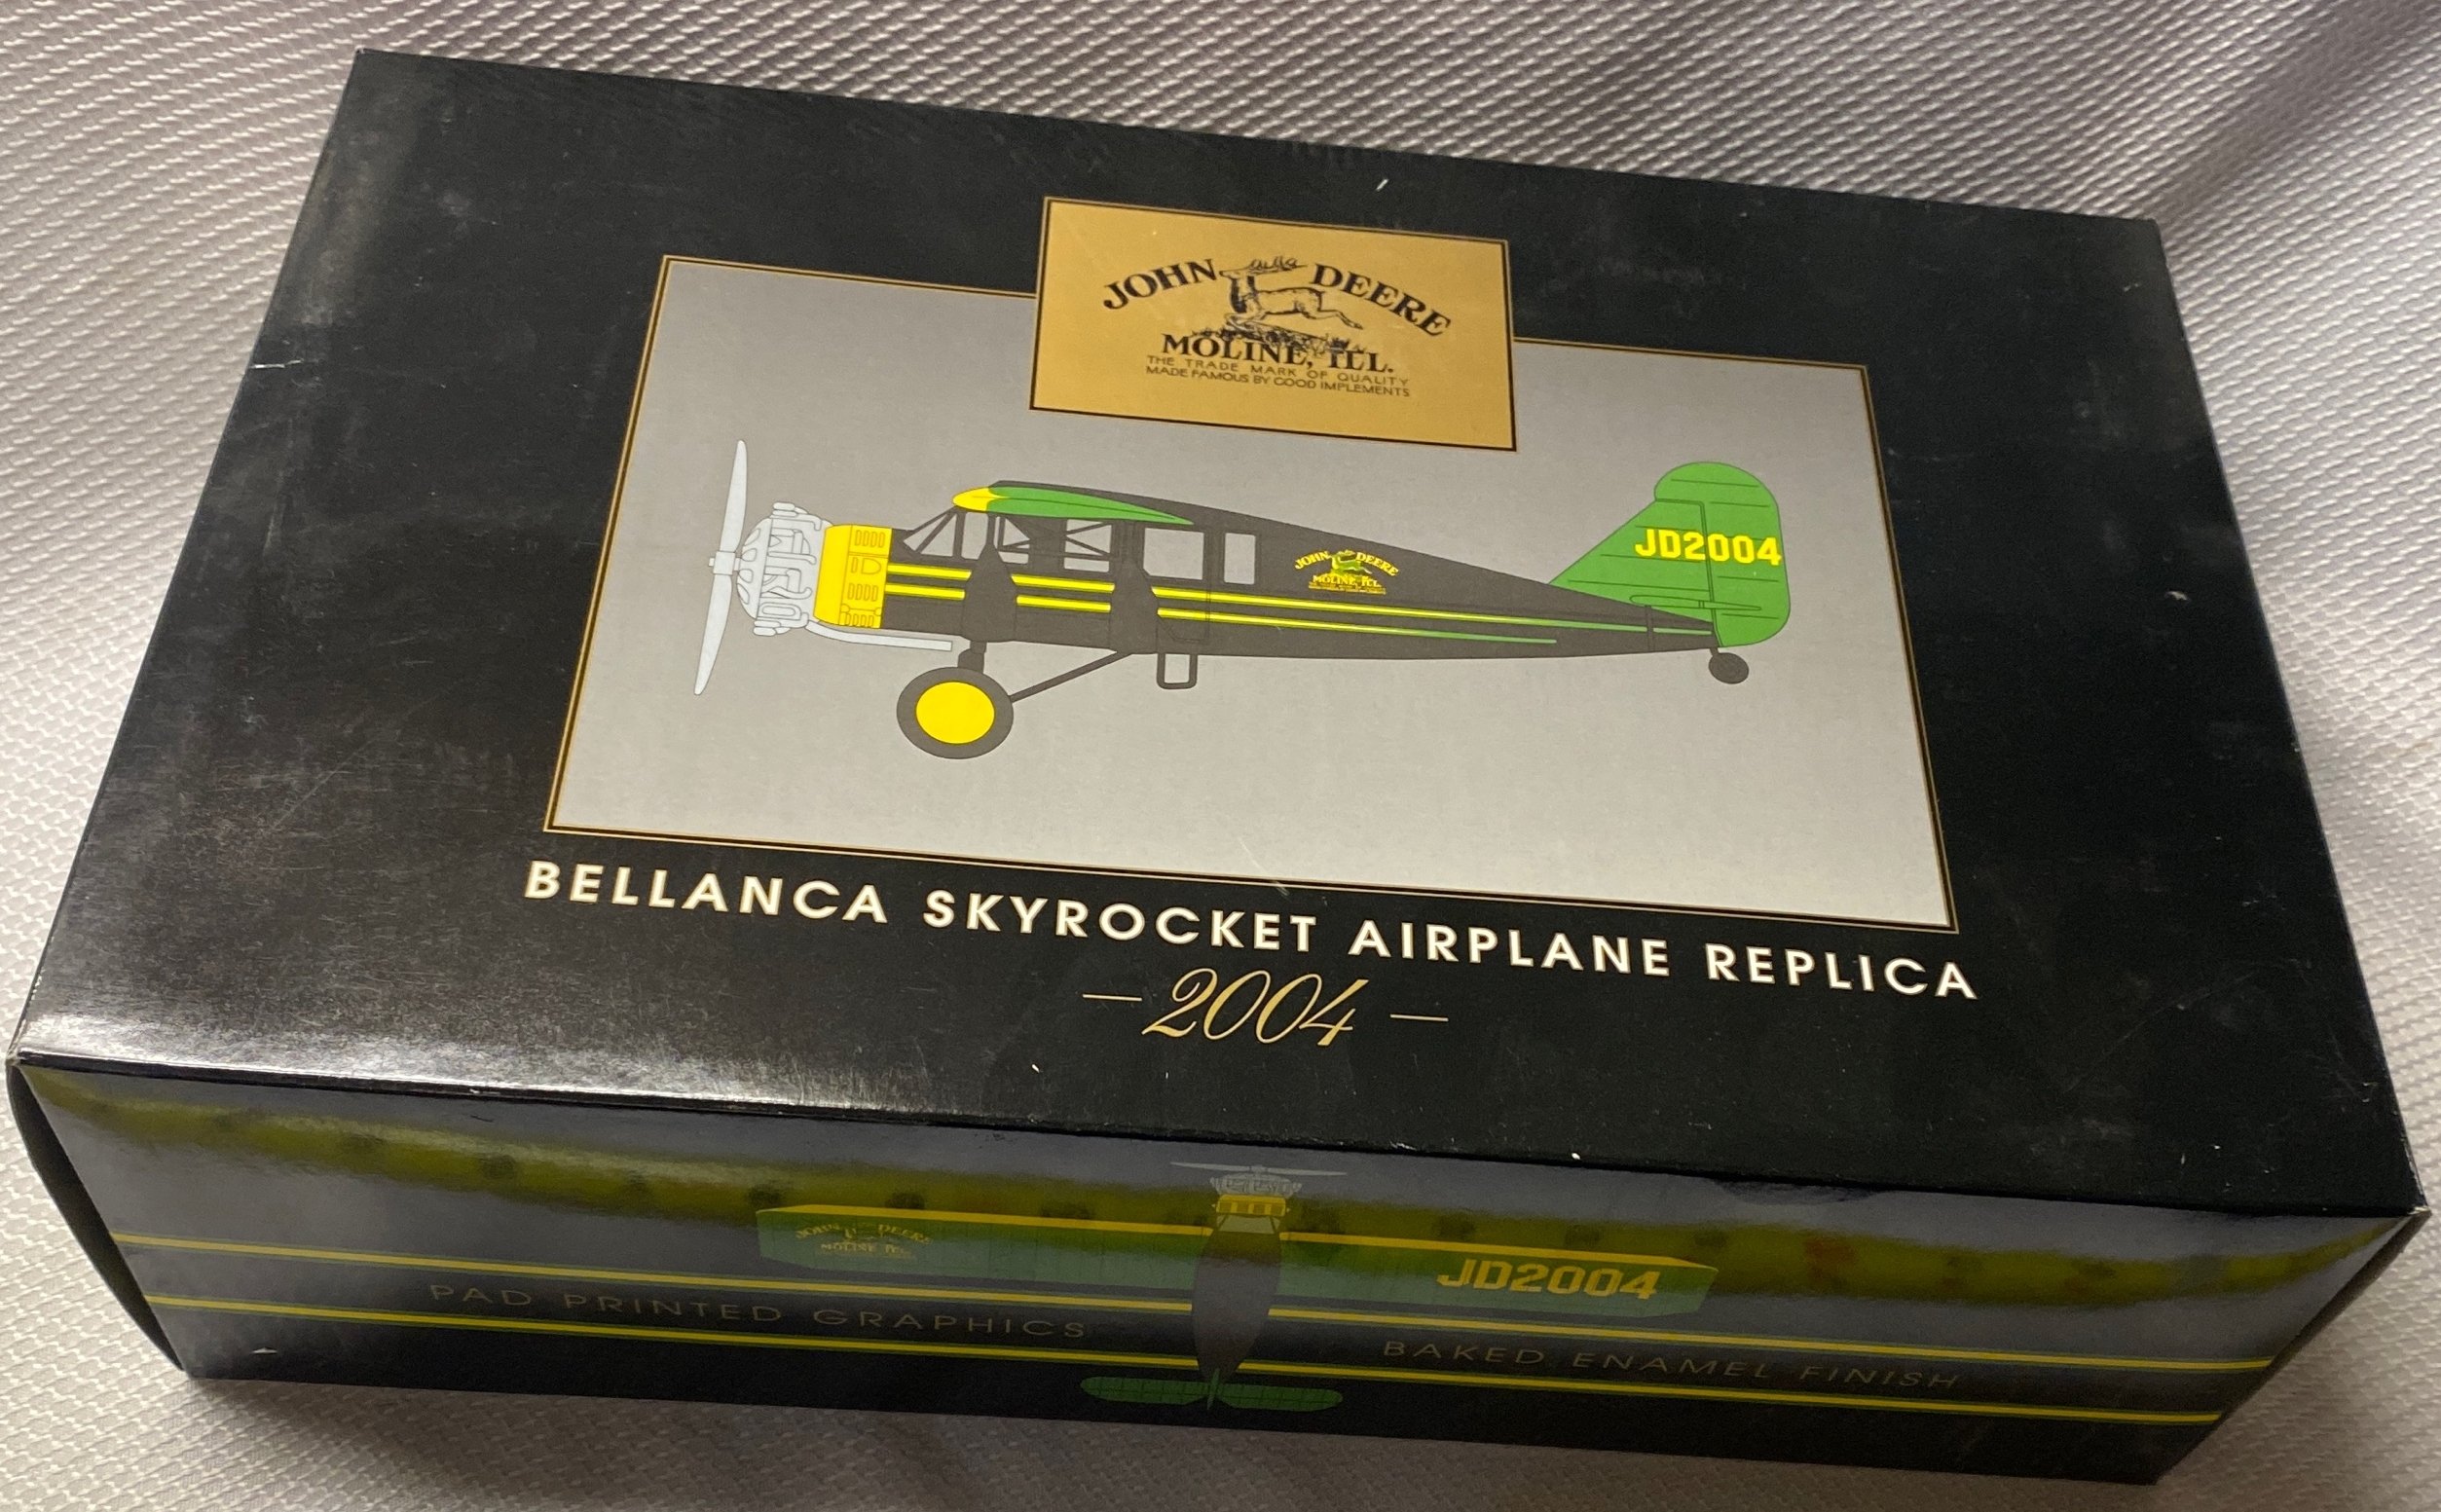 JOHN DEERE
MOLINE, ILL.
THE TRADE MARK OF QUALITY
MADE FAMOUS BY GOOD IMPLEMENTS
JD2004
JOHN DEERE
MOLINE, ILL.
BELLANCA SKYROCKET AIRPLANE REPLICA
— 2004 —
JOHN DEERE
MOLINE, ILL.
JD2004
PAD PRINTED GRAPHICS
BAKED ENAMEL FINISH